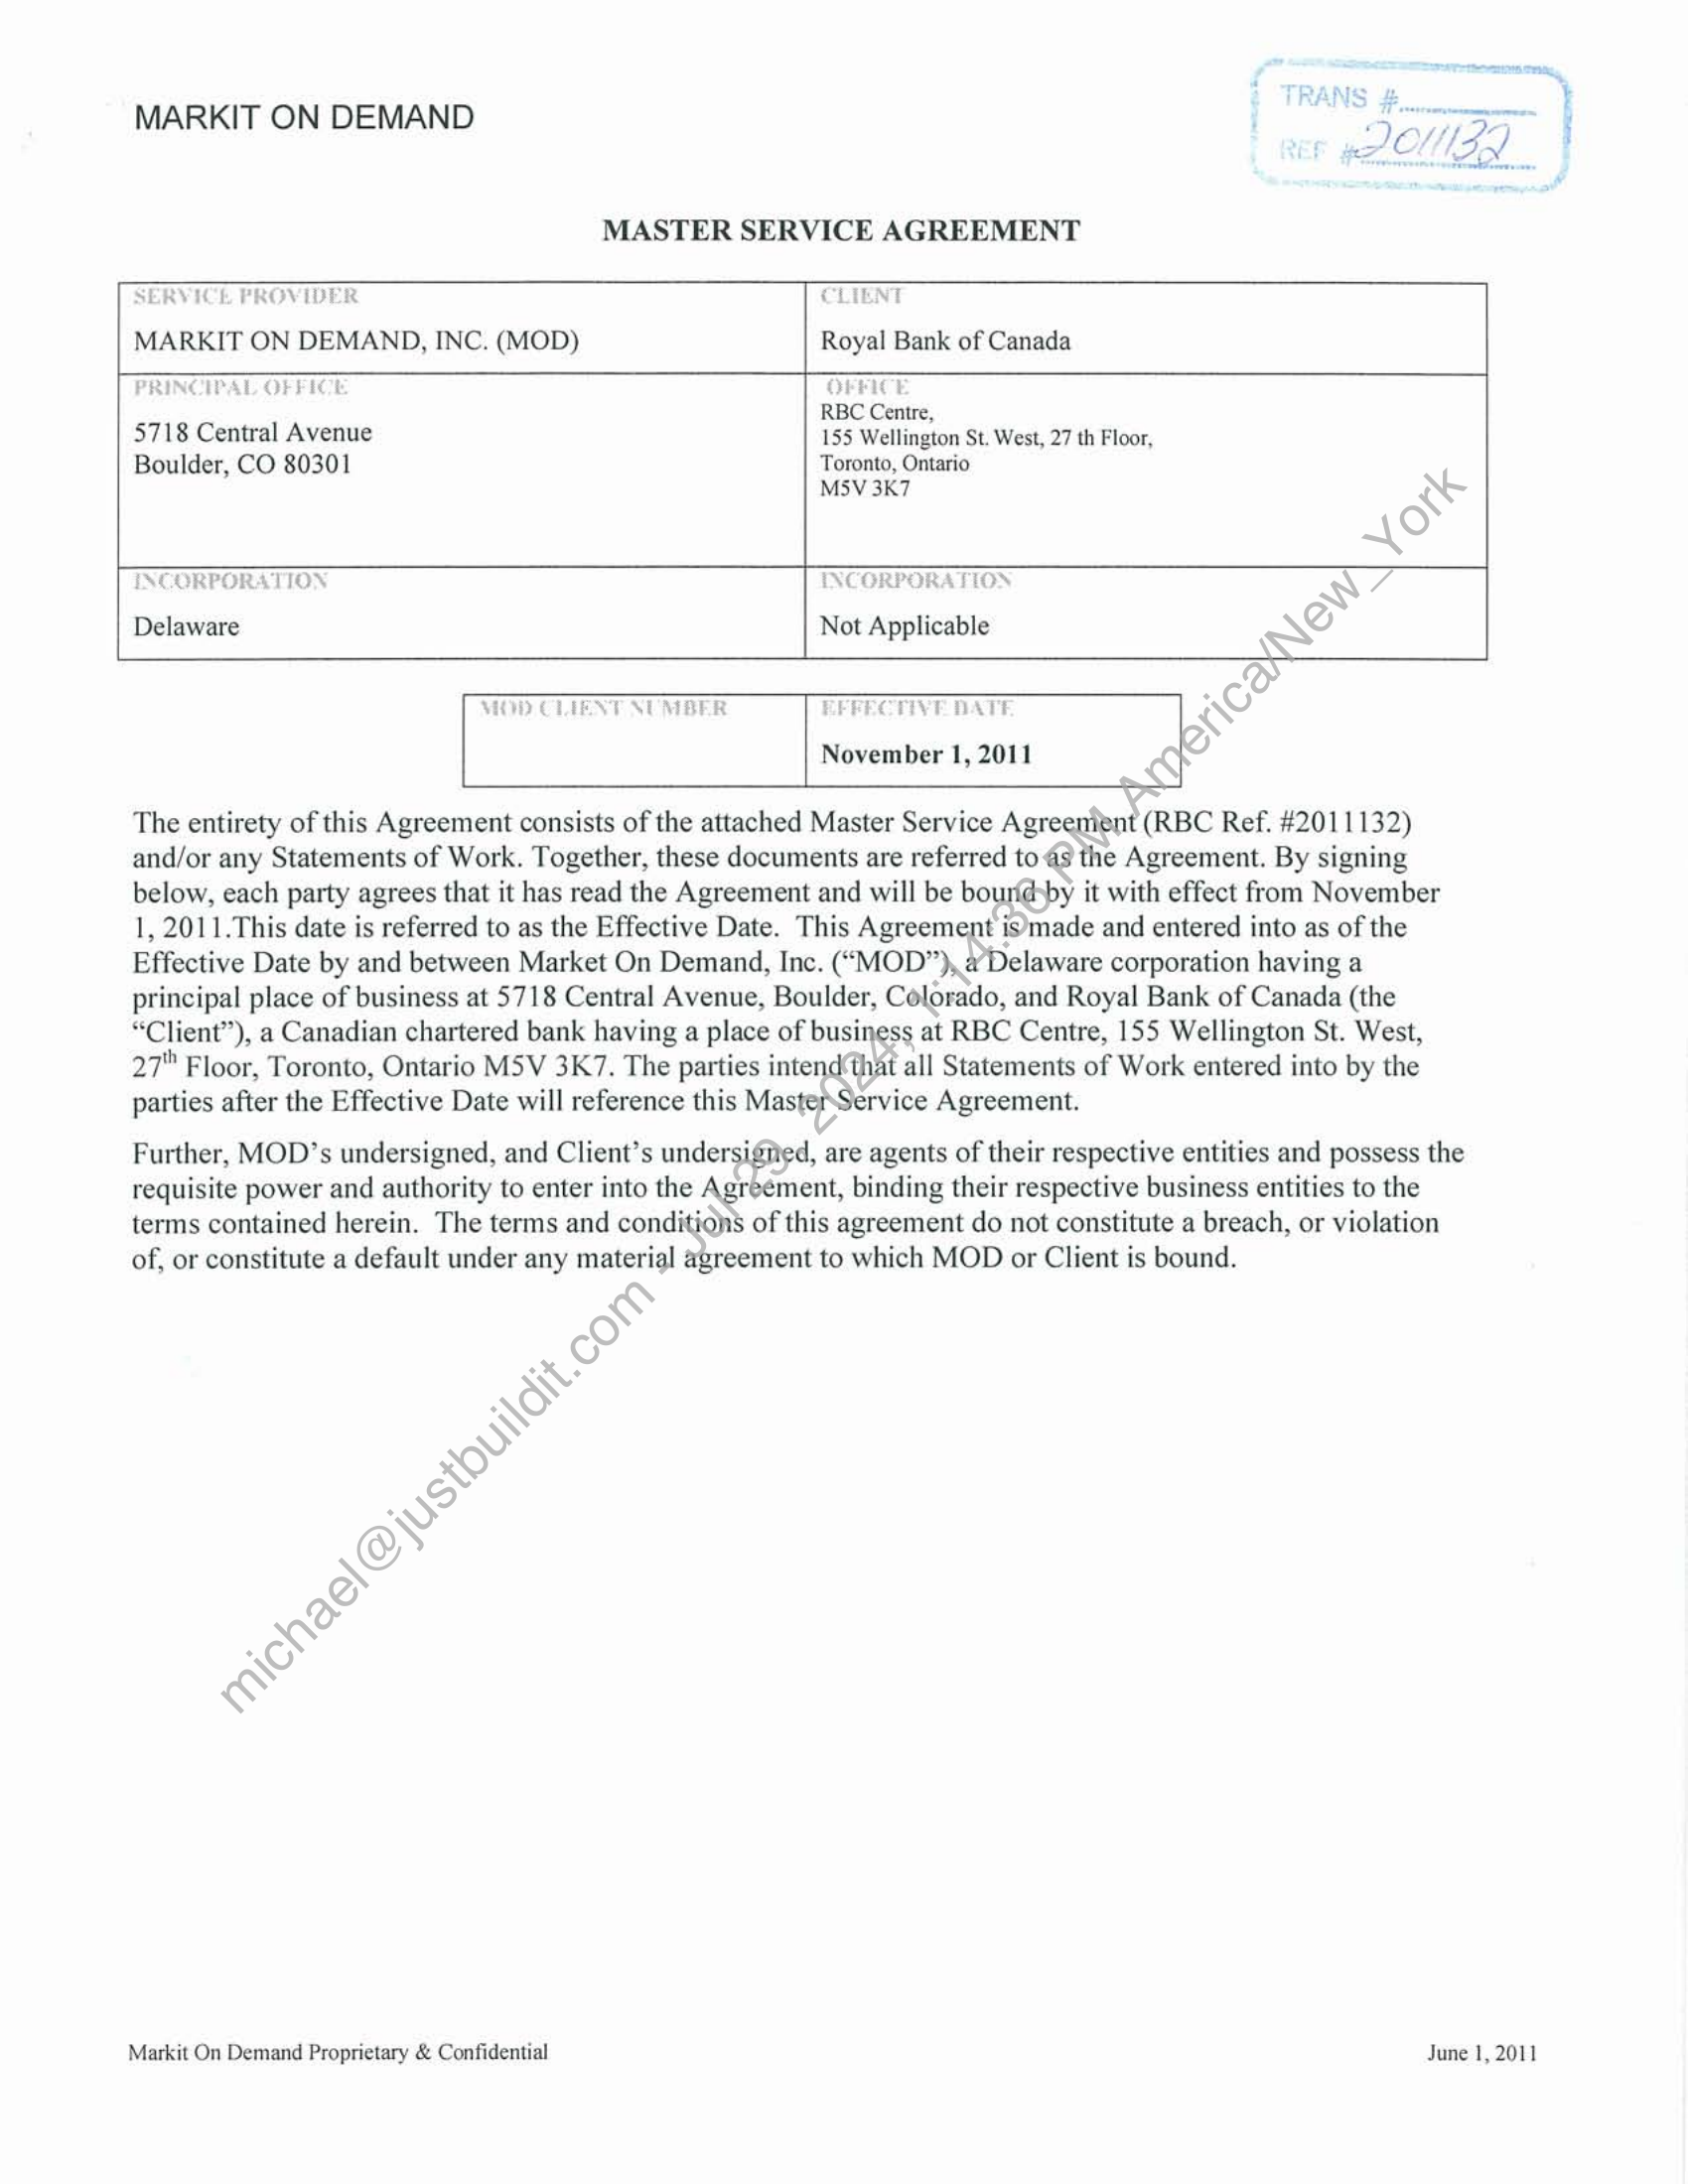 MARKIT ON DEMAND
TRANS #
REF # 2011132
MASTER SERVICE AGREEMENT
SERVICE PROVIDER
MARKIT ON DEMAND, INC. (MOD)
CLIENT
Royal Bank of Canada
PRINCIPAL OFFICE
5718 Central Avenue
Boulder, CO 80301
OFFICE
RBC Centre,
155 Wellington St. West, 27 th Floor,
Toronto, Ontario
M5V 3K7
INCORPORATION
Delaware
INCORPORATION
Not Applicable
MOD CLIENT NUMBER
EFFECTIVE DATE
November 1, 2011
The entirety of this Agreement consists of the attached Master Service Agreement (RBC Ref. #2011132)
and/or any Statements of Work. Together, these documents are referred to as the Agreement. By signing
below, each party agrees that it has read the Agreement and will be bound by it with effect from November
1, 2011.This date is referred to as the Effective Date. This Agreement is made and entered into as of the
Effective Date by and between Market On Demand, Inc. (“MOD”), a Delaware corporation having a
principal place of business at 5718 Central Avenue, Boulder, Colorado, and Royal Bank of Canada (the
“Client”), a Canadian chartered bank having a place of business at RBC Centre, 155 Wellington St. West,
27th Floor, Toronto, Ontario M5V 3K7. The parties intend that all Statements of Work entered into by the
parties after the Effective Date will reference this Master Service Agreement.
Further, MOD’s undersigned, and Client’s undersigned, are agents of their respective entities and possess the
requisite power and authority to enter into the Agreement, binding their respective business entities to the
terms contained herein. The terms and conditions of this agreement do not constitute a breach, or violation
of, or constitute a default under any material agreement to which MOD or Client is bound.
michael@justbuildit.com - Jul 29, 2024, 1:14:36 PM America/New_York
Markit On Demand Proprietary & Confidential
June 1, 2011